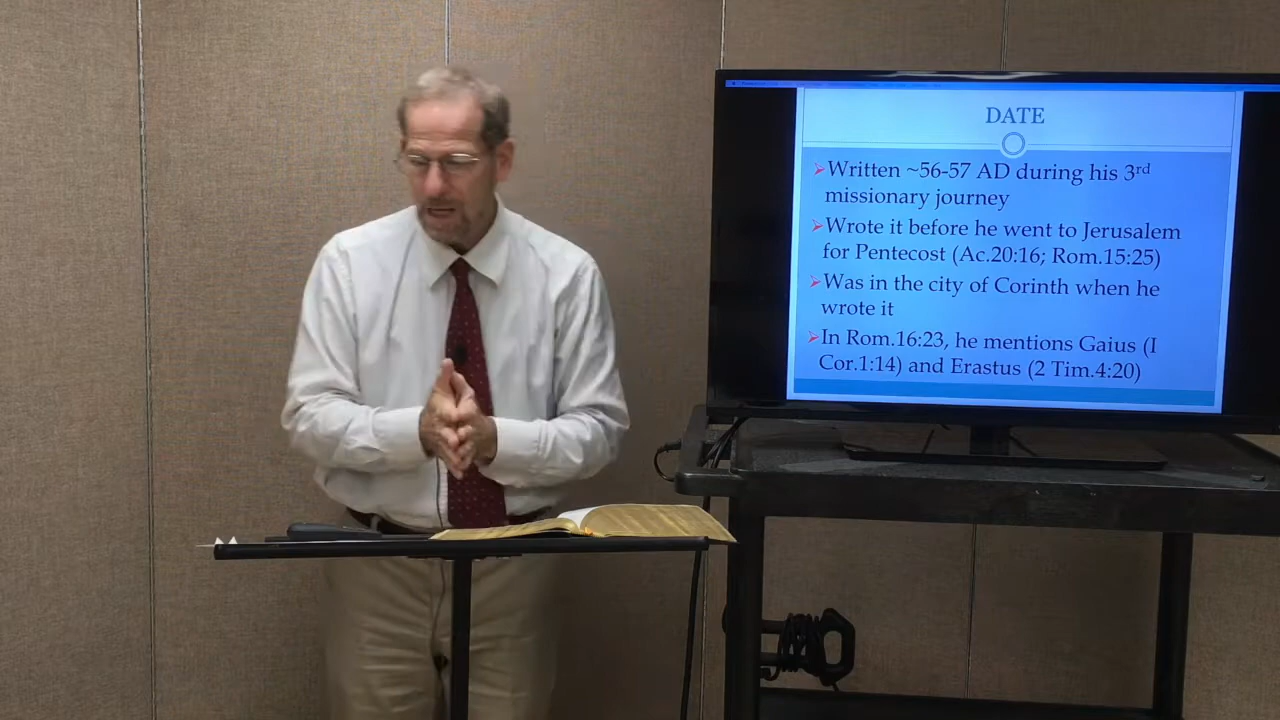 DATE
Written ~56-57 AD during his 3rd
missionary journey
Wrote it before he went to Jerusalem
for Pentecost (Ac.20:16; Rom.15:25)
Was in the city of Corinth when he
wrote it
In Rom.16:23, he mentions Gaius (I
Cor.1:14) and Erastus (2 Tim.4:20)